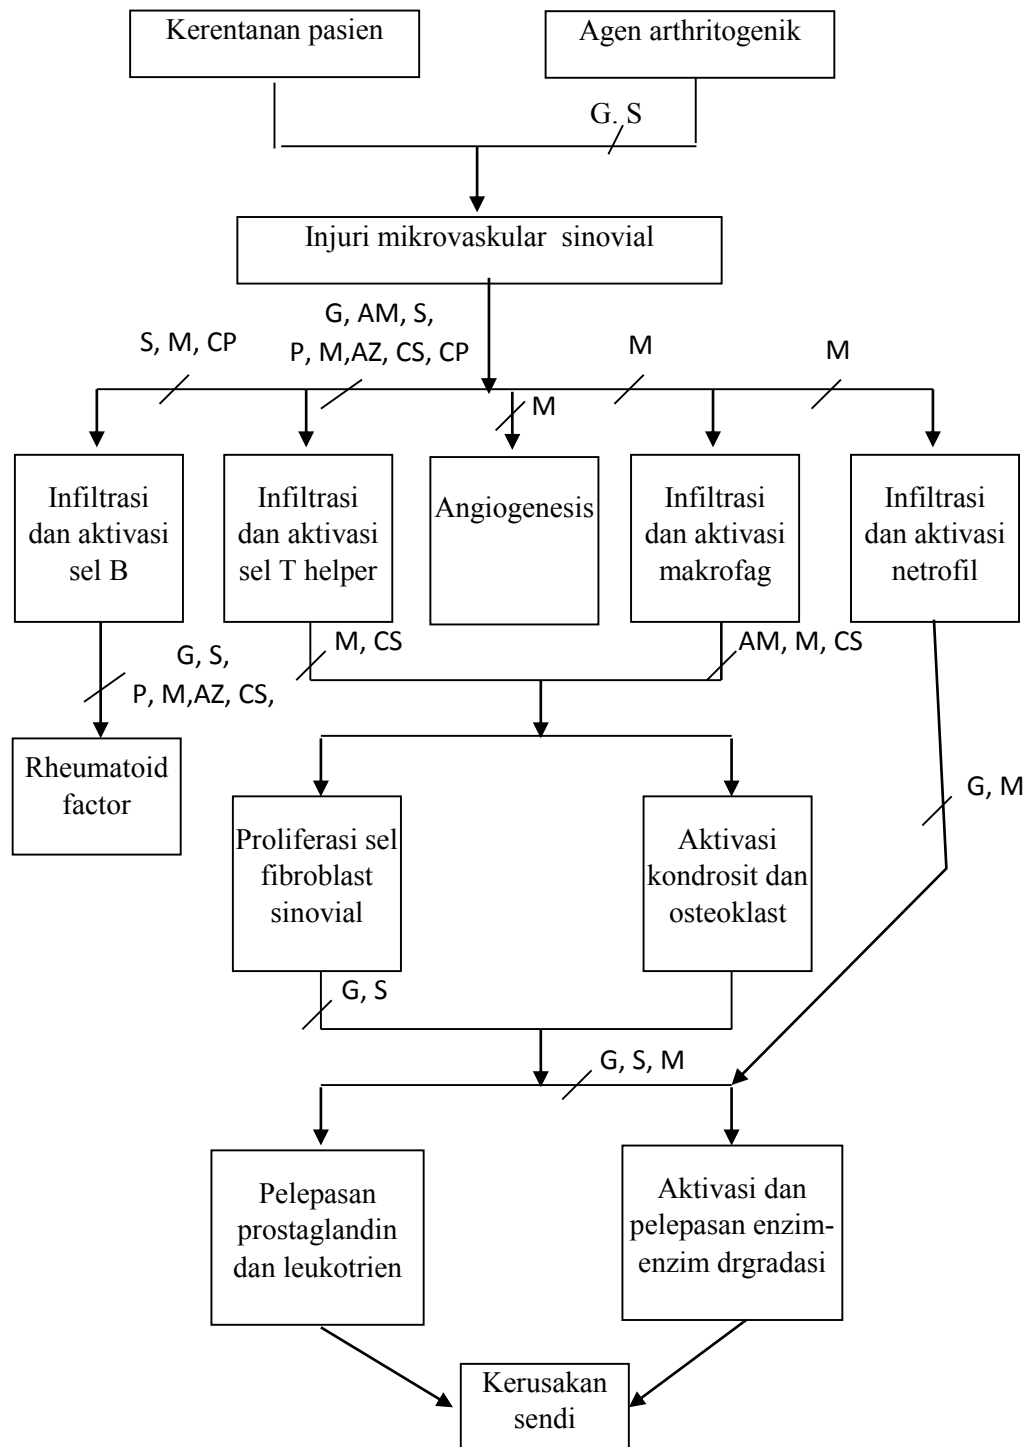 Kerentanan pasien
Agen arthritogenik
G. S
Injuri mikrovaskular  sinovial
S, M, CP
G, AM, S,
P, M,AZ, CS, CP
M
M
M
Infiltrasi
dan aktivasi
sel B
Infiltrasi
dan aktivasi
sel T helper
Angiogenesis
Infiltrasi
dan aktivasi
makrofag
Infiltrasi
dan aktivasi
netrofil
G, S,
P, M,AZ, CS,
M, CS
AM, M, CS
Rheumatoid
factor
G, M
Proliferasi sel
fibroblast
sinovial
Aktivasi
kondrosit dan
osteoklast
G, S
G, S, M
Pelepasan
prostaglandin
dan leukotrien
Aktivasi dan
pelepasan enzim-
enzim drgradasi
Kerusakan
sendi